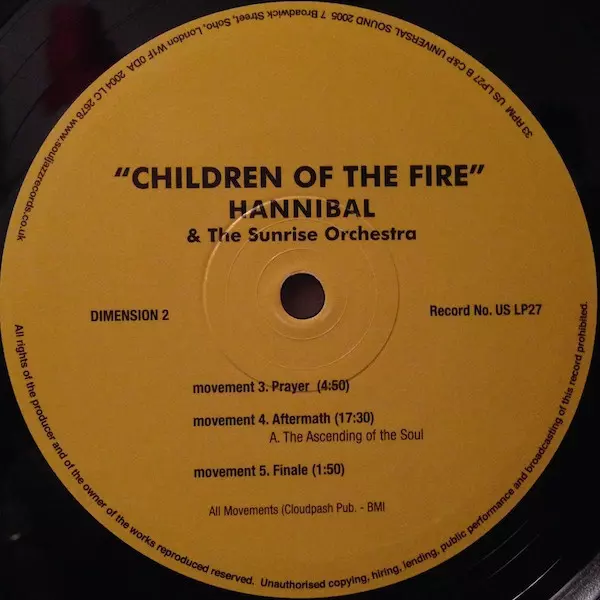 33 RPM US LP27 B C&P UNIVERSAL SOUND 2005 7 Broadwick Street, Soho, London W1F 0DA 2004 LC 2678 www.souljazzrecords.co.uk
"CHILDREN OF THE FIRE"
HANNIBAL
& The Sunrise Orchestra
DIMENSION 2
Record No. US LP27
movement 3. Prayer (4:50)
movement 4. Aftermath (17:30)
A. The Ascending of the Soul
movement 5. Finale (1:50)
All Movements (Cloudpash Pub. - BMI
All rights of the producer and of the owner of the works reproduced reserved. Unauthorised copying, hiring, lending, public performance and broadcasting of this record prohibited.